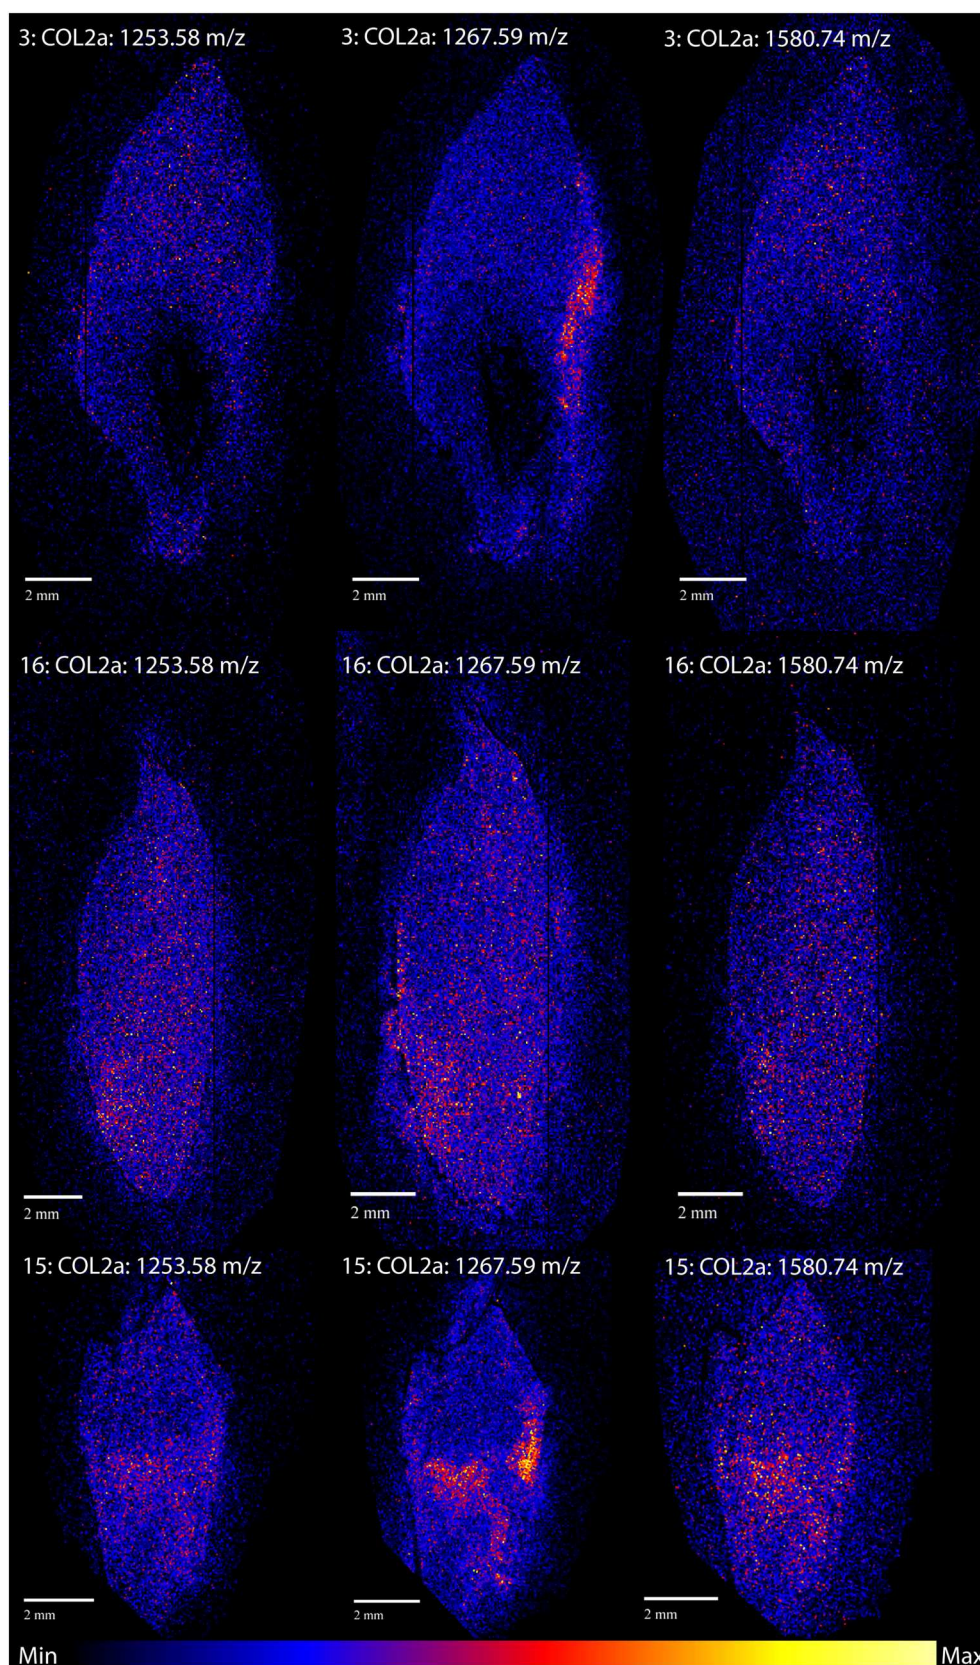 3: COL2a: 1253.58 m/z
3: COL2a: 1267.59 m/z
3: COL2a: 1580.74 m/z
2 mm
2 mm
2 mm
16: COL2a: 1253.58 m/z
16: COL2a: 1267.59 m/z
16: COL2a: 1580.74 m/z
2 mm
2 mm
2 mm
15: COL2a: 1253.58 m/z
15: COL2a: 1267.59 m/z
15: COL2a: 1580.74 m/z
2 mm
2 mm
2 mm
Min
Max